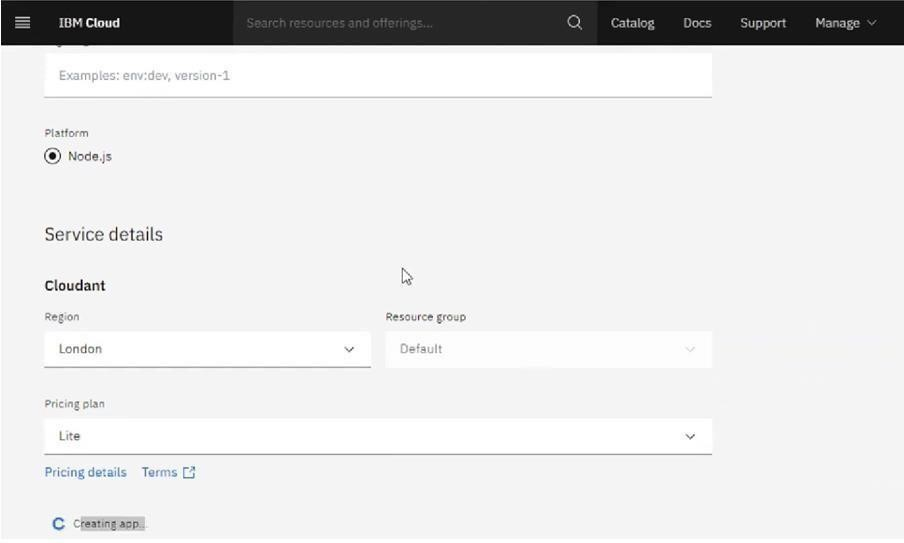 IBM Cloud Search resources and offerings... Catalog Docs Support Manage
Examples: env:dev, version-1
Platform
Node.js
Service details
Cloudant
Region Resource group
London Default
Pricing plan
Lite
Pricing details Terms
Creating app...